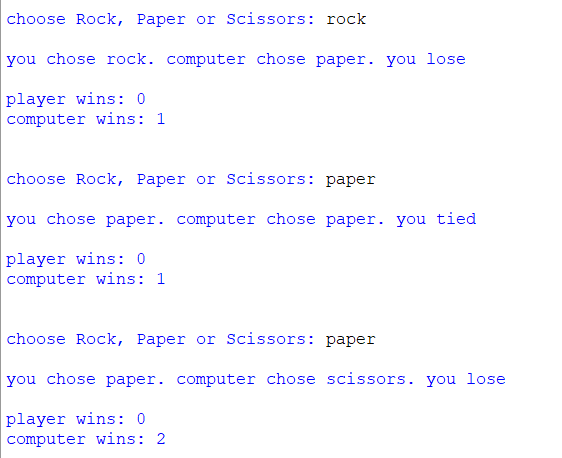 choose Rock, Paper or Scissors: rock
you chose rock. computer chose paper. you lose
player wins: 0
computer wins: 1
choose Rock, Paper or Scissors: paper
you chose paper. computer chose paper. you tied
player wins: 0
computer wins: 1
choose Rock, Paper or Scissors: paper
you chose paper. computer chose scissors. you lose
player wins: 0
computer wins: 2